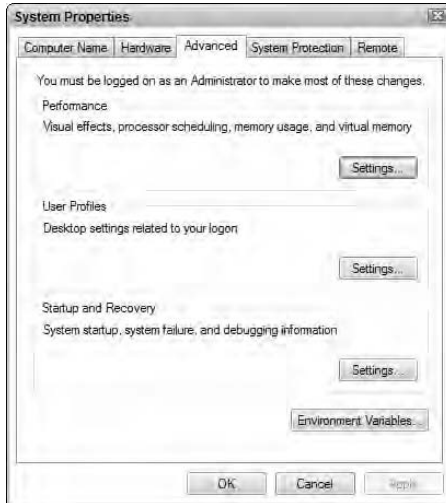 System Properties
Computer Name Hardware Advanced System Protection Remote
You must be logged on as an Administrator to make most of these changes.
Performance
Visual effects, processor scheduling, memory usage, and virtual memory
Settings...
User Profiles
Desktop settings related to your logon
Settings...
Startup and Recovery
System startup, system failure, and debugging information
Settings...
Environment Variables...
OK Cancel Apply